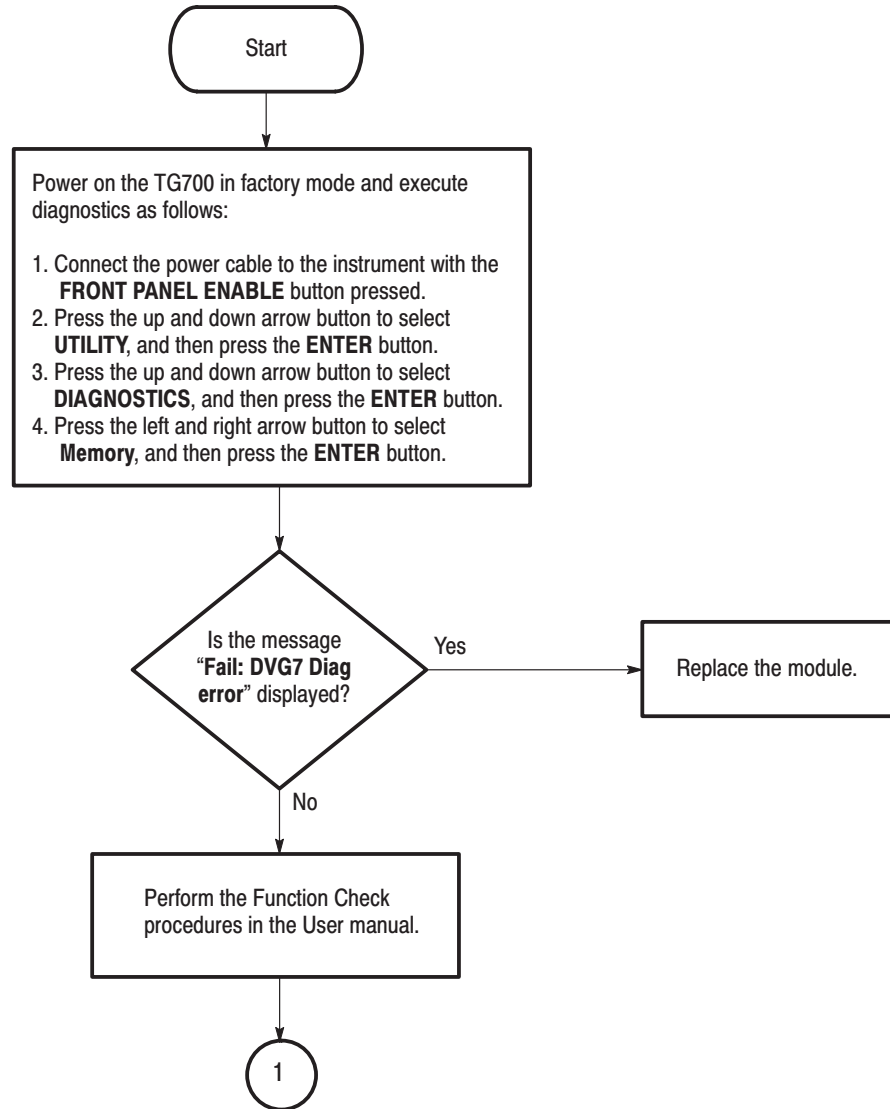 Start
Power on the TG700 in factory mode and execute
diagnostics as follows:
1. Connect the power cable to the instrument with the
FRONT PANEL ENABLE button pressed.
2. Press the up and down arrow button to select
UTILITY, and then press the ENTER button.
3. Press the up and down arrow button to select
DIAGNOSTICS, and then press the ENTER button.
4. Press the left and right arrow button to select
Memory, and then press the ENTER button.
Is the message
“Fail: DVG7 Diag
error” displayed?
Yes
Replace the module.
No
Perform the Function Check
procedures in the User manual.
1